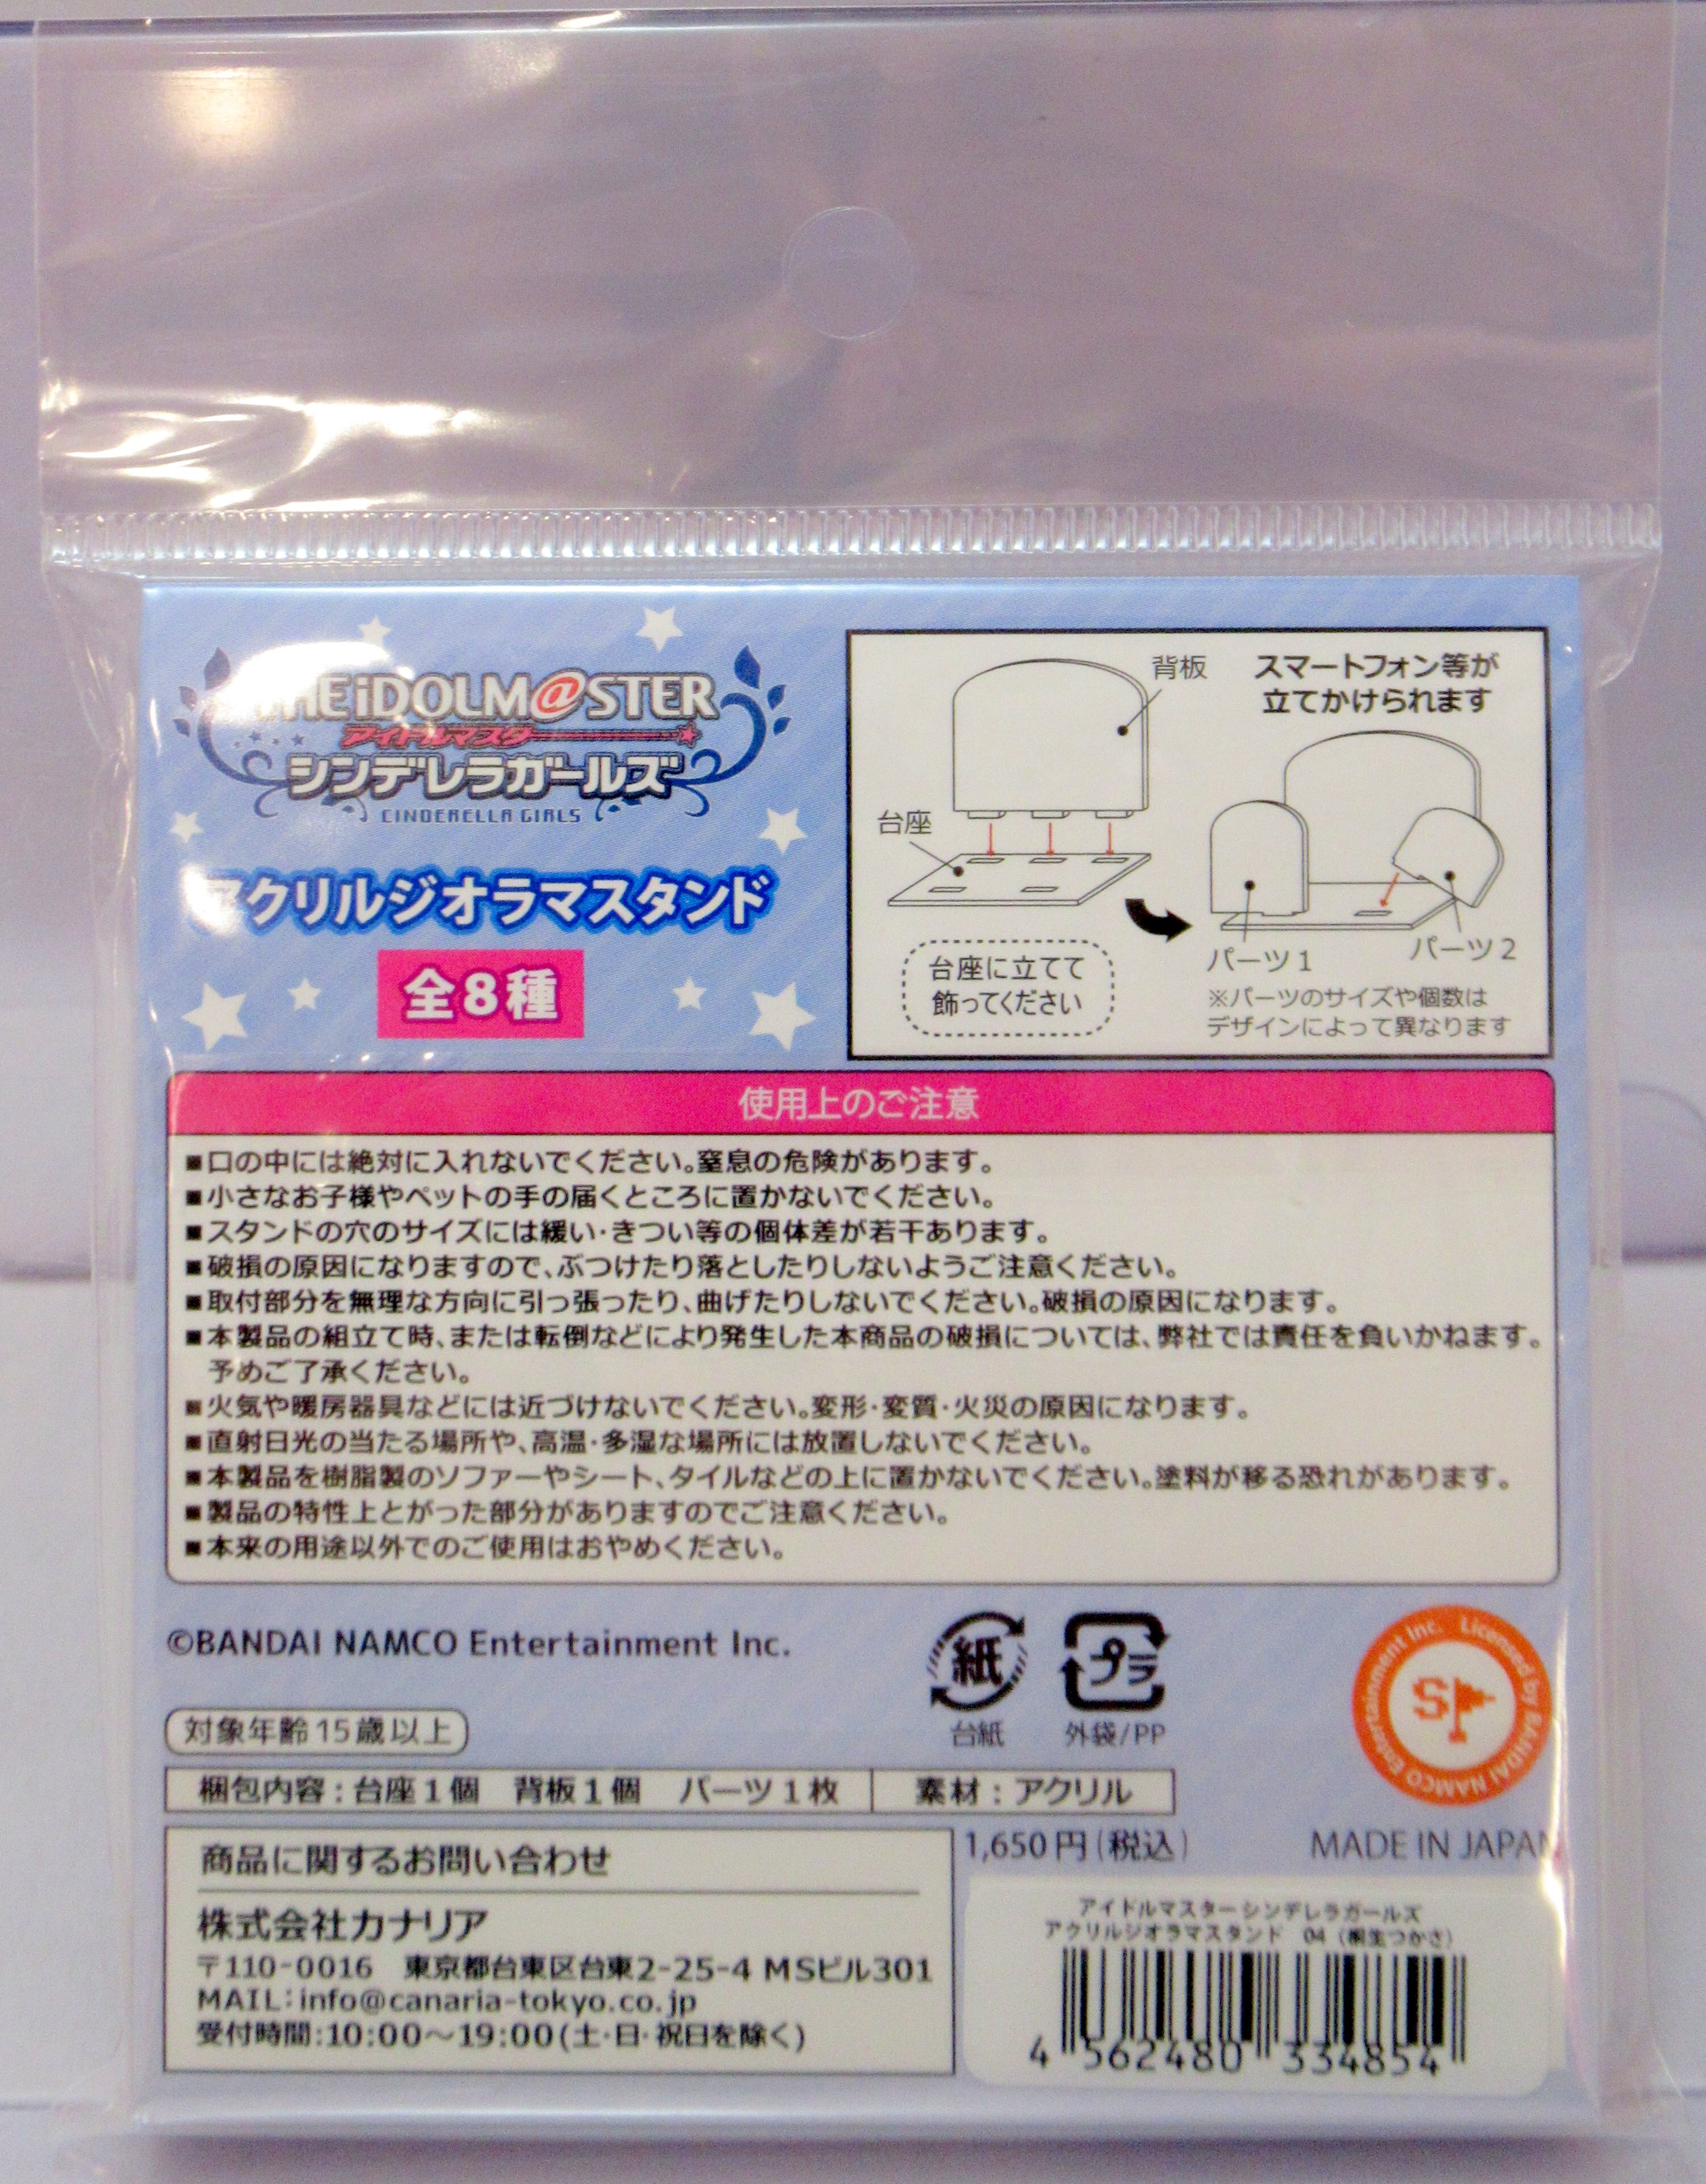 THE iDOLM@STER
アイドルマスター
シンデレラガールズ
CINDERELLA GIRLS
アクリルジオラマスタンド
全8種
背板
スマートフォン等が
立てかけられます
台座
パーツ1
パーツ2
台座に立てて
飾ってください
※パーツのサイズや個数は
デザインによって異なります
使用上のご注意
■口の中には絶対に入れないでください。窒息の危険があります。
■小さなお子様やペットの手の届くところに置かないでください。
■スタンドの穴のサイズには緩い・きつい等の個体差が若干あります。
■破損の原因になりますので、ぶつけたり落としたりしないようご注意ください。
■取付部分を無理な方向に引っ張ったり、曲げたりしないでください。破損の原因になります。
■本製品の組立て時、または転倒などにより発生した本商品の破損については、弊社では責任を負いかねます。
予めご了承ください。
■火気や暖房器具などには近づけないでください。変形・変質・火災の原因になります。
■直射日光の当たる場所や、高温・多湿な場所には放置しないでください。
■本製品を樹脂製のソファーやシート、タイルなどの上に置かないでください。塗料が移る恐れがあります。
■製品の特性上とがった部分がありますのでご注意ください。
■本来の用途以外でのご使用はおやめください。
©BANDAI NAMCO Entertainment Inc.
紙
台紙
プラ
外袋/PP
Licensed by BANDAI NAMCO Entertainment Inc.
対象年齢15歳以上
梱包内容：台座1個 背板1個 パーツ1枚
素材：アクリル
商品に関するお問い合わせ
株式会社カナリア
〒110-0016 東京都台東区台東2-25-4 MSビル301
MAIL:info@canaria-tokyo.co.jp
受付時間:10:00～19:00(土・日・祝日を除く)
1,650円(税込)
MADE IN JAPAN
アイドルマスター シンデレラガールズ
アクリルジオラマスタンド 04（桐生つかさ）
4 562480 334854